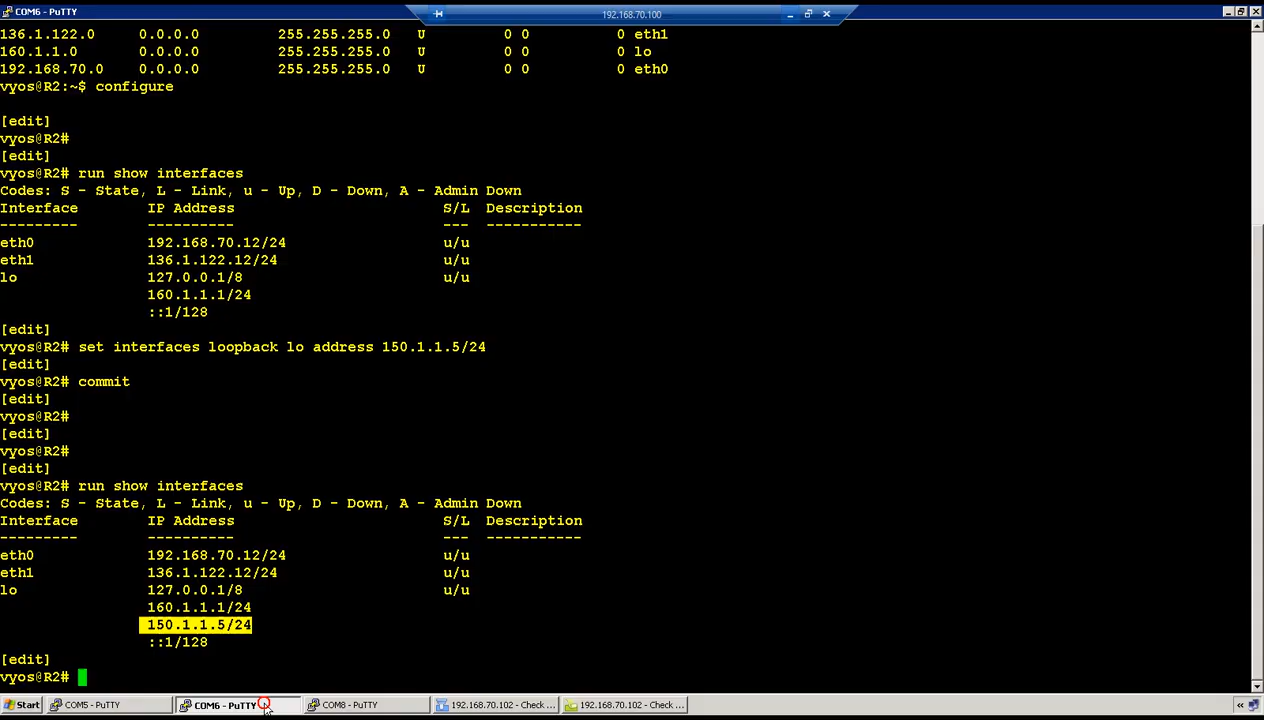 COM6 - PuTTY
192.168.70.100
136.1.122.0 0.0.0.0 255.255.255.0 U 0 0 0 eth1
160.1.1.0 0.0.0.0 255.255.255.0 U 0 0 0 lo
192.168.70.0 0.0.0.0 255.255.255.0 U 0 0 0 eth0
vyos@R2:~$ configure
[edit]
vyos@R2#
[edit]
vyos@R2# run show interfaces
Codes: S - State, L - Link, u - Up, D - Down, A - Admin Down
Interface IP Address S/L Description
--------- ---------- --- -----------
eth0 192.168.70.12/24 u/u
eth1 136.1.122.12/24 u/u
lo 127.0.0.1/8 u/u
160.1.1.1/24
::1/128
[edit]
vyos@R2# set interfaces loopback lo address 150.1.1.5/24
[edit]
vyos@R2# commit
[edit]
vyos@R2#
[edit]
vyos@R2#
[edit]
vyos@R2# run show interfaces
Codes: S - State, L - Link, u - Up, D - Down, A - Admin Down
Interface IP Address S/L Description
--------- ---------- --- -----------
eth0 192.168.70.12/24 u/u
eth1 136.1.122.12/24 u/u
lo 127.0.0.1/8 u/u
160.1.1.1/24
150.1.1.5/24
::1/128
[edit]
vyos@R2#
Start COM5 - PuTTY COM6 - PuTTY COM8 - PuTTY 192.168.70.102 - Check ... 192.168.70.102 - Check ... «